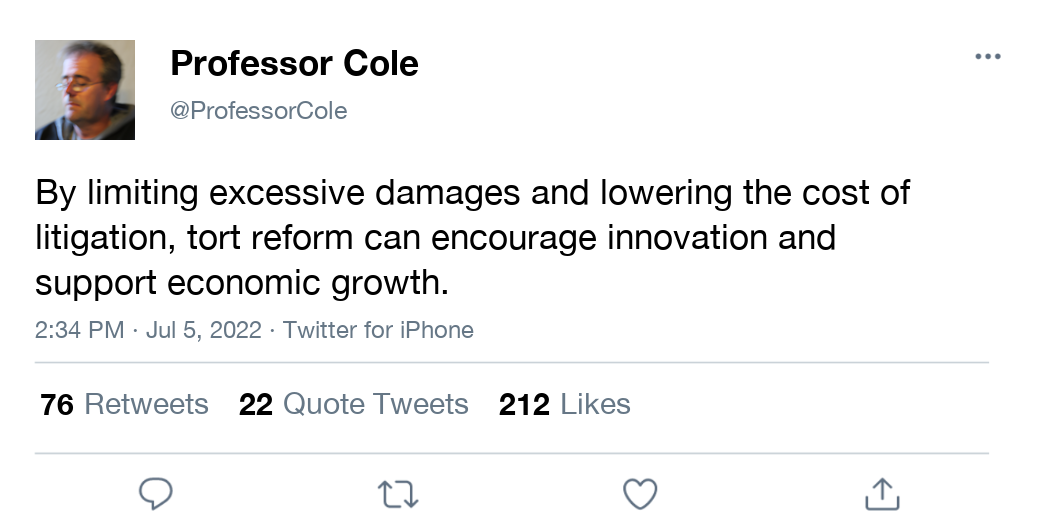 Professor Cole
@ProfessorCole
By limiting excessive damages and lowering the cost of
litigation, tort reform can encourage innovation and
support economic growth.
2:34 PM · Jul 5, 2022 · Twitter for iPhone
76 Retweets 22 Quote Tweets 212 Likes